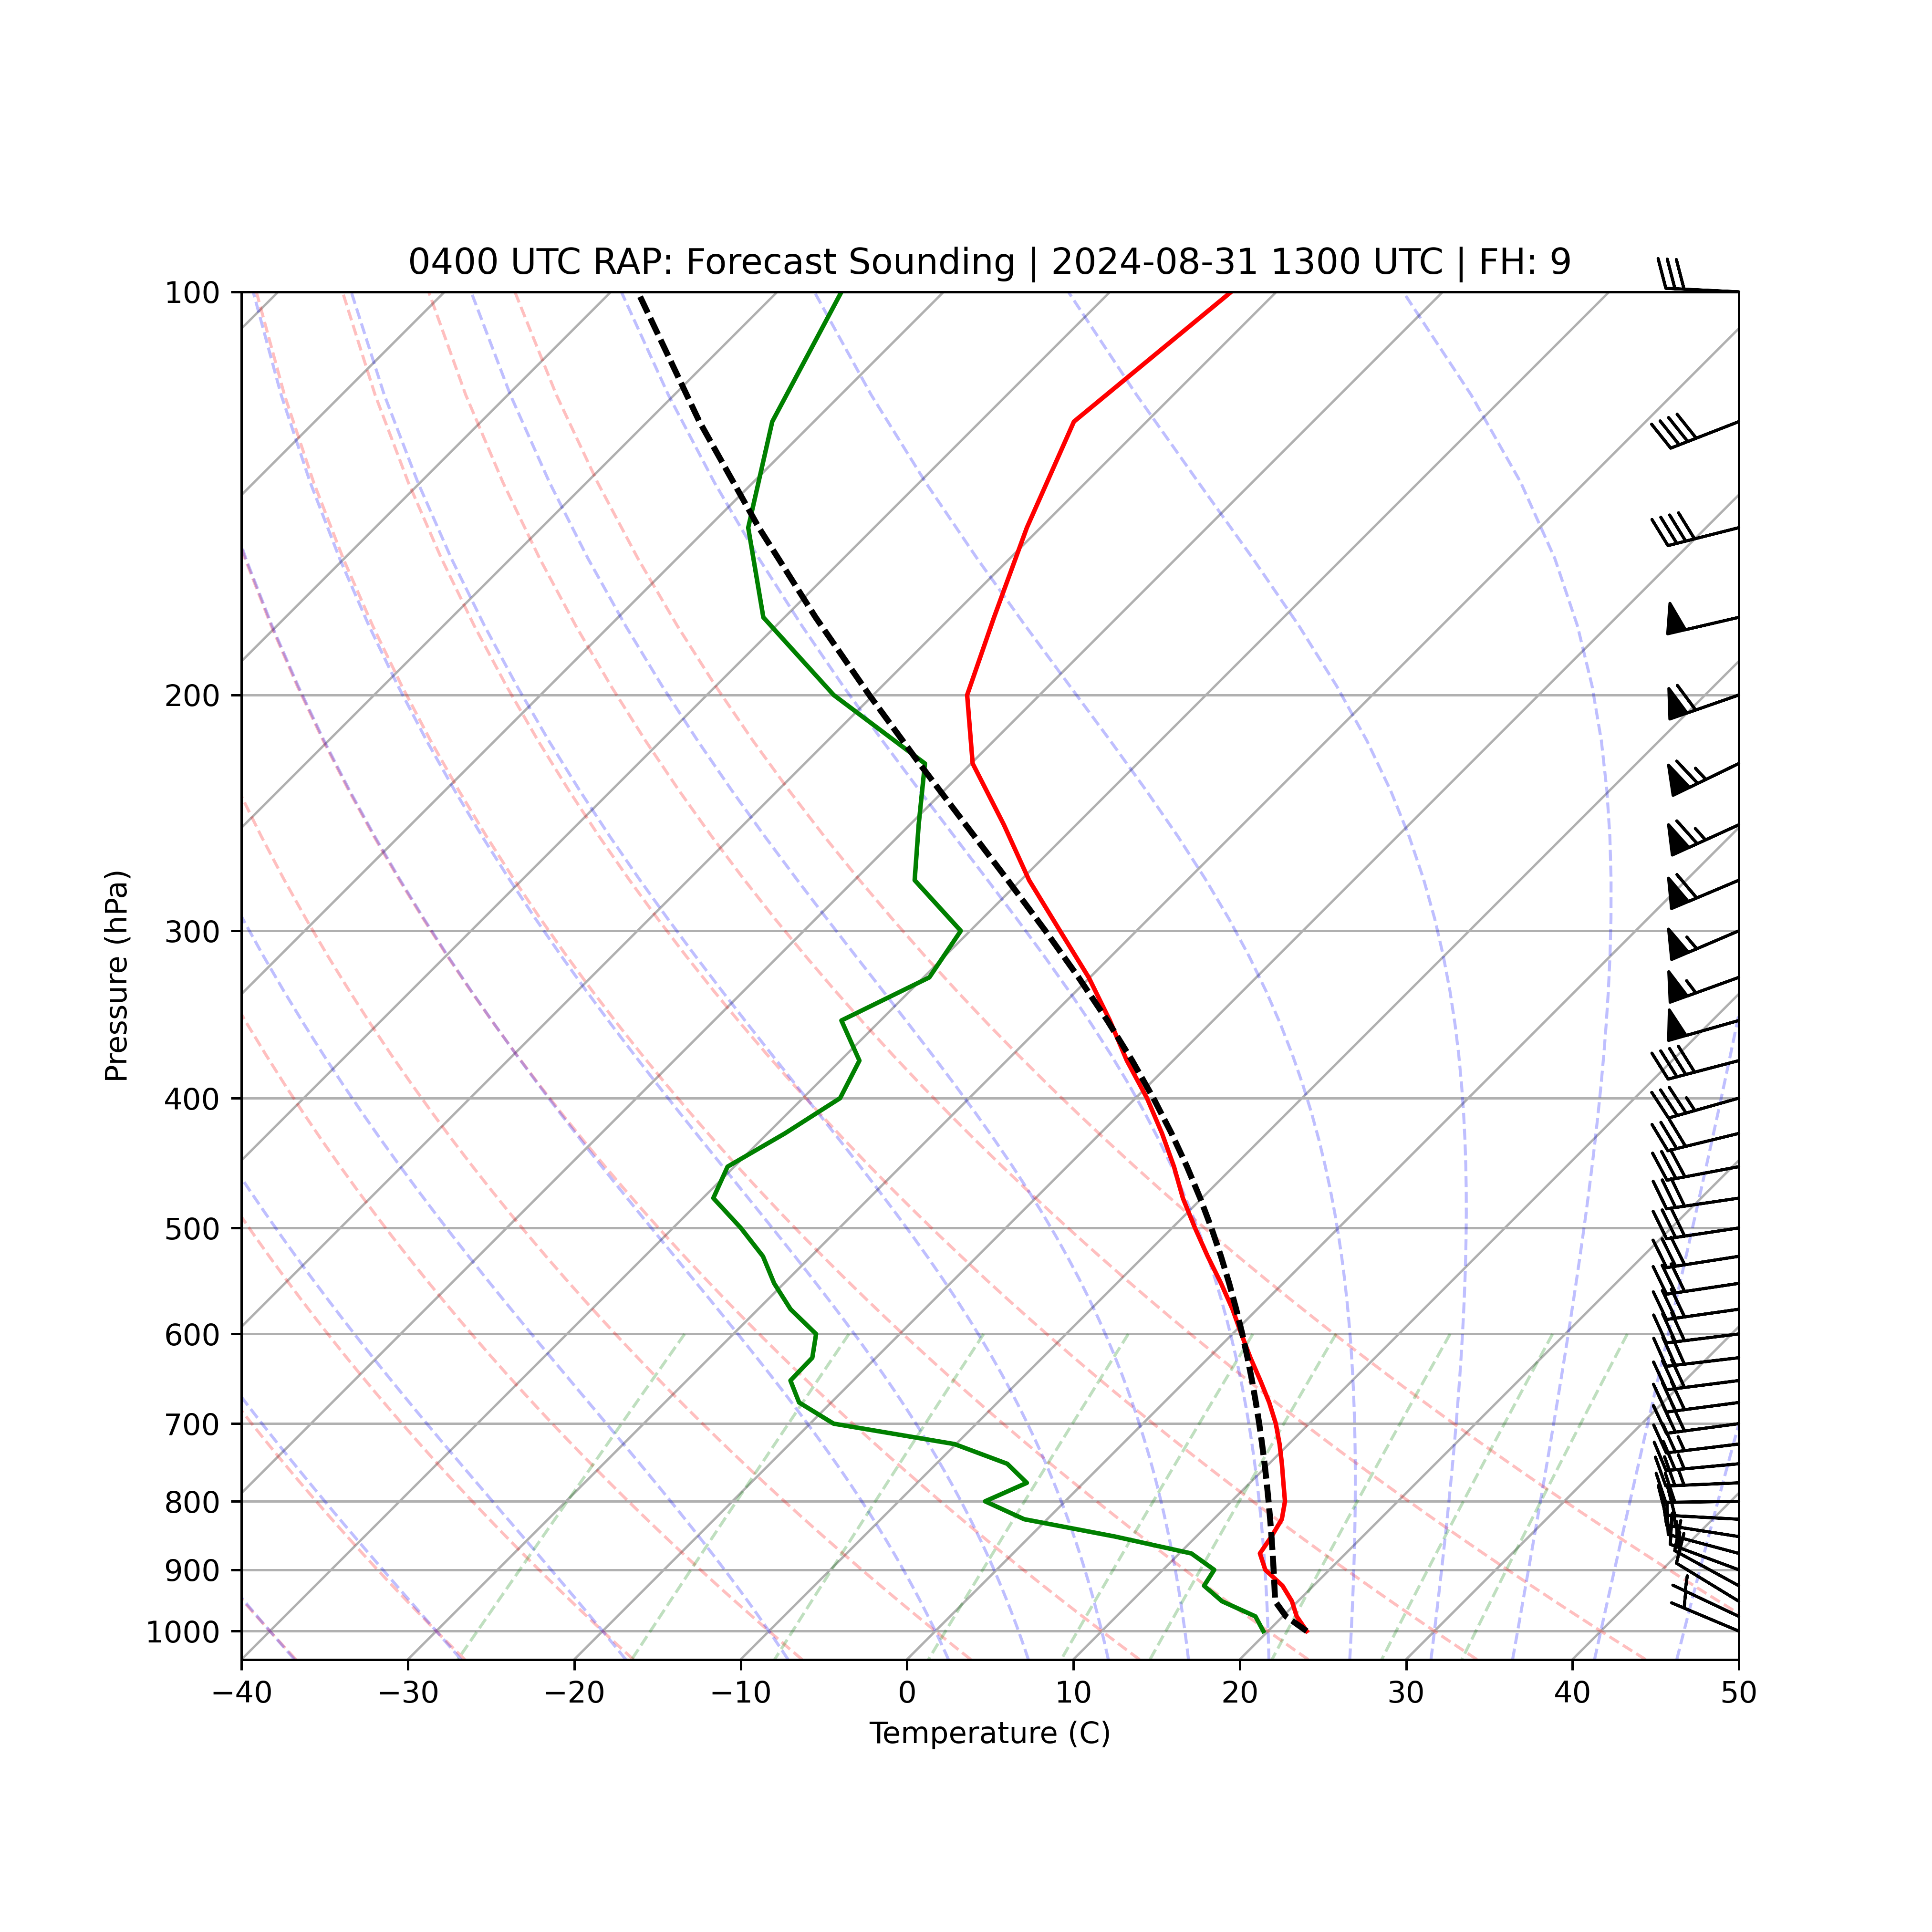 0400 UTC RAP: Forecast Sounding | 2024-08-31 1300 UTC | FH: 9
100
200
300
400
500
600
700
800
900
1000
Pressure (hPa)
−40 −30 −20 −10 0 10 20 30 40 50
Temperature (C)